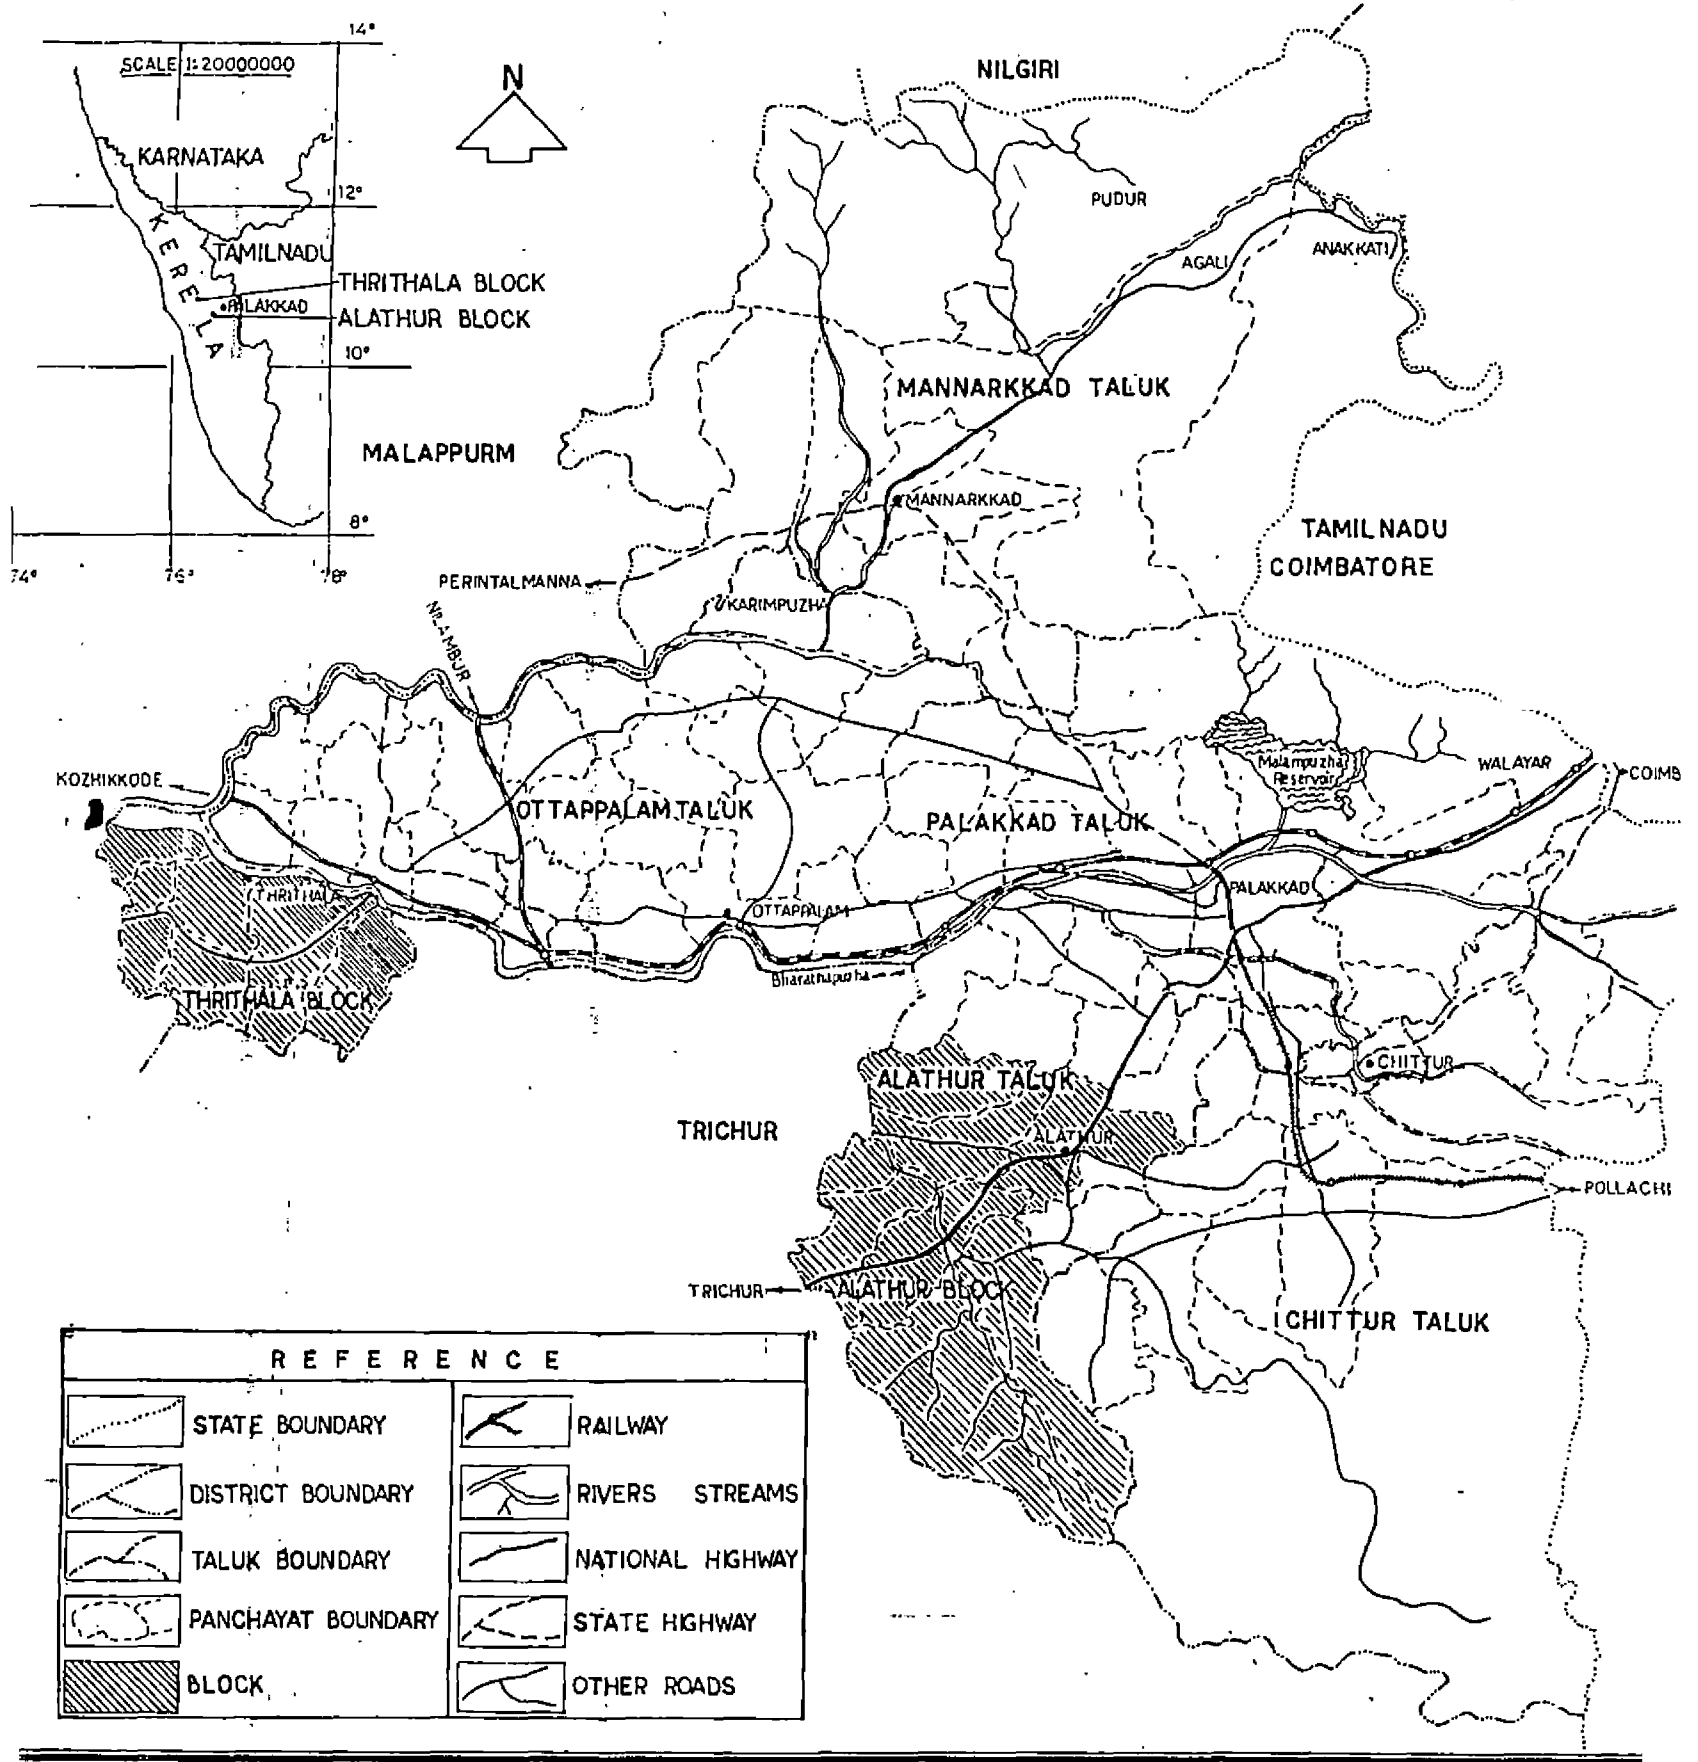 14°
SCALE 1:20000000
N
NILGIRI
KARNATAKA
12°
PUDUR
KERELA
TAMILNADU
AGALI
ANAKKATI
THRITHALA BLOCK
PALAKKAD
ALATHUR BLOCK
10°
MANNARKKAD TALUK
MALAPPURM
MANNARKKAD
8°
TAMILNADU
COIMBATORE
74°
76°
78°
PERINTALMANNA
KARIMPUZHA
NILAMBUR
KOZHIKKODE
Malampuzha
Reservoir
WALAYAR
COIMB
OTTAPPALAM TALUK
PALAKKAD TALUK
THRITHALA
PALAKKAD
OTTAPPALAM
Bharathapuzha
THRITHALA BLOCK
CHITTUR
ALATHUR TALUK
TRICHUR
ALATHUR
POLLACHI
TRICHUR
ALATHUR BLOCK
CHITTUR TALUK
REFERENCE
STATE BOUNDARY
RAILWAY
DISTRICT BOUNDARY
RIVERS STREAMS
TALUK BOUNDARY
NATIONAL HIGHWAY
PANCHAYAT BOUNDARY
STATE HIGHWAY
BLOCK
OTHER ROADS